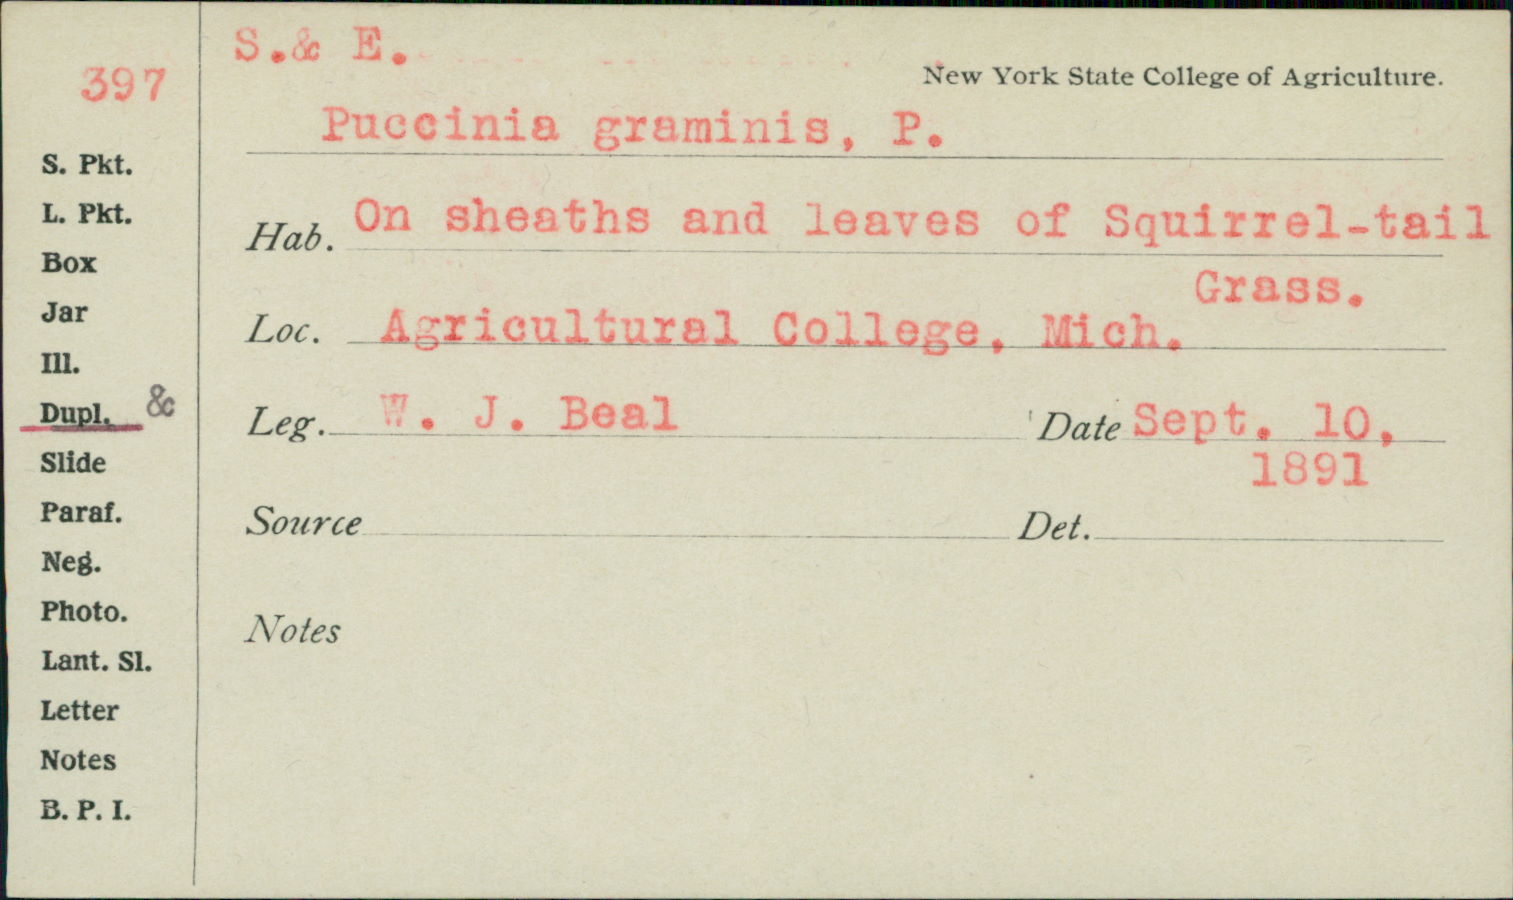 S.& E.
New York State College of Agriculture.
397
Puccinia graminis, P.
S. Pkt.
L. Pkt.
Hab. On sheaths and leaves of Squirrel-tail
Grass.
Box
Jar
Loc. Agricultural College, Mich.
Ill.
Dupl. &
Leg. W. J. Beal Date Sept. 10,
1891
Slide
Paraf.
Source Det.
Neg.
Photo.
Notes
Lant. Sl.
Letter
Notes
B. P. I.